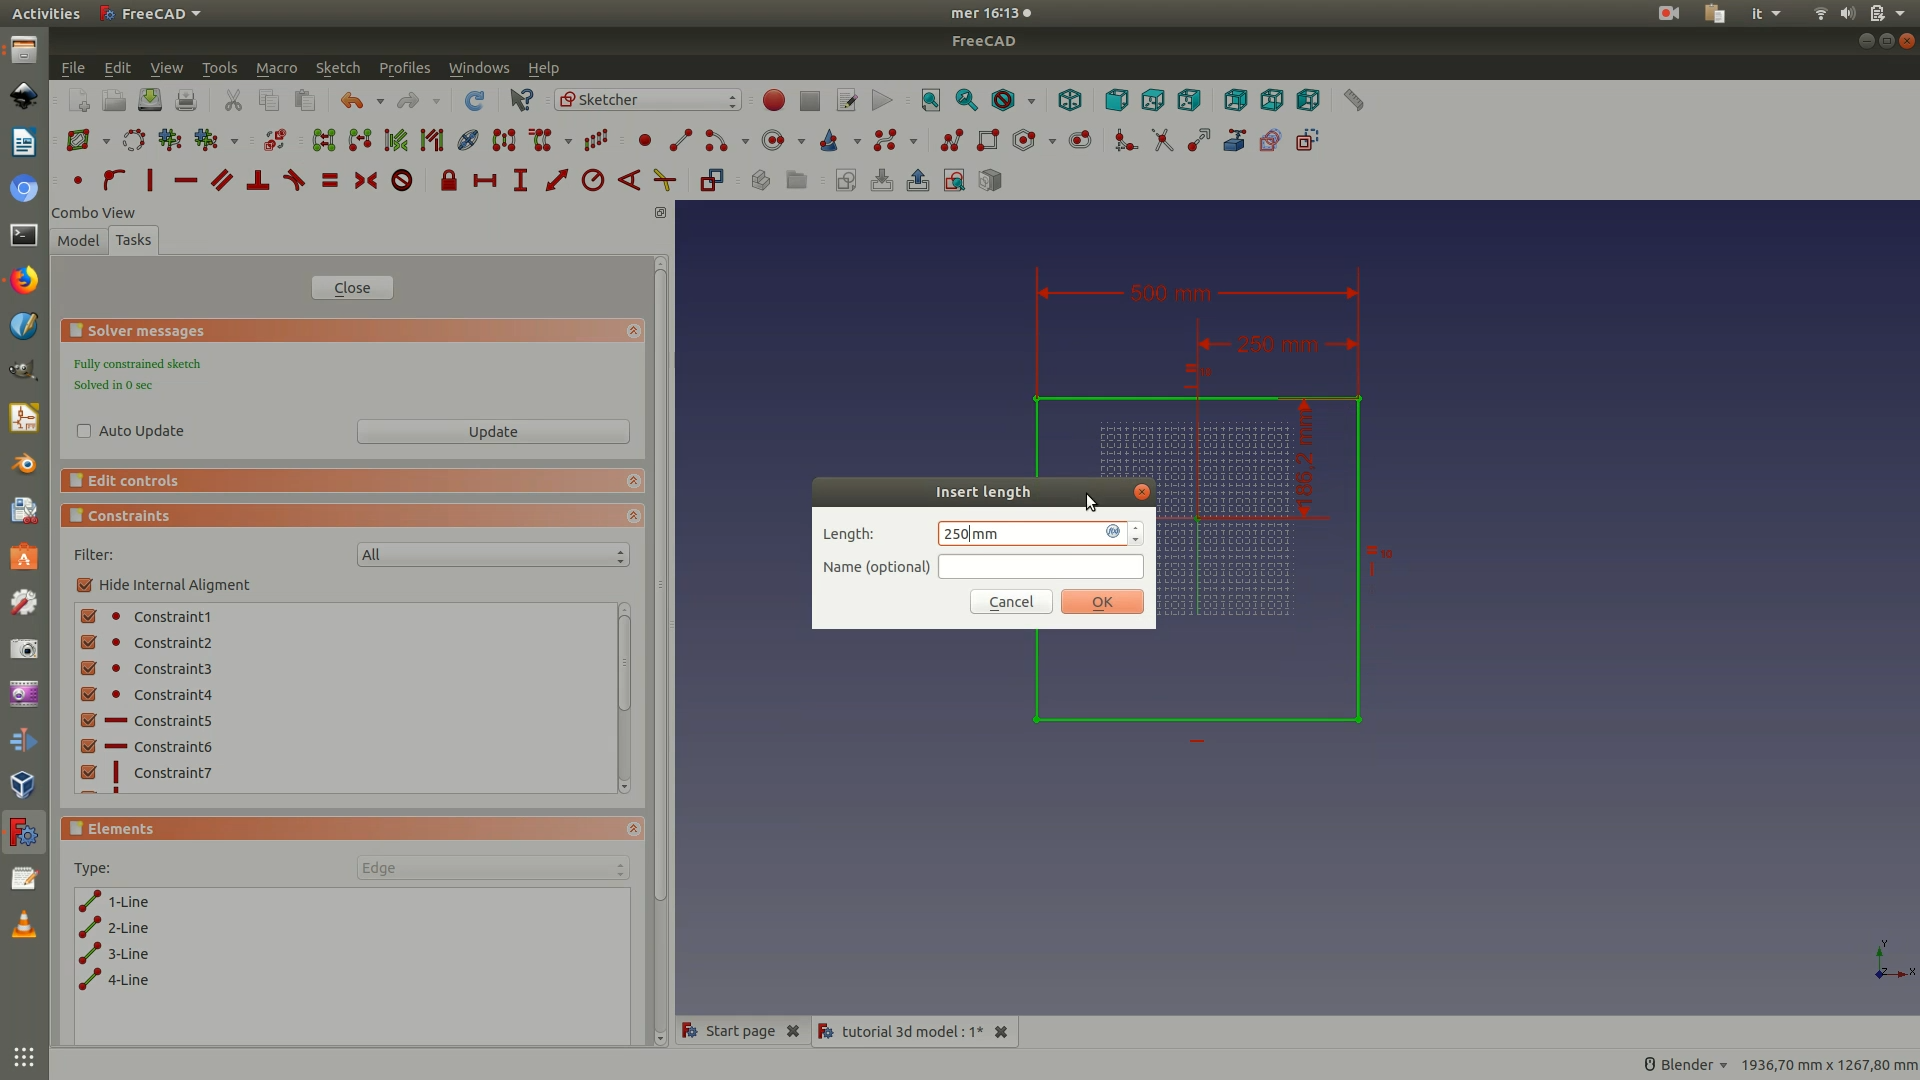 Activities FreeCAD mer 16:13 it
FreeCAD
File Edit View Tools Macro Sketch Profiles Windows Help
Sketcher
Combo View
Model Tasks
Close
Solver messages
Fully constrained sketch
Solved in 0 sec
Auto Update Update
Edit controls
Constraints
Filter: All
Hide Internal Aligment
Constraint1
Constraint2
Constraint3
Constraint4
Constraint5
Constraint6
Constraint7
Elements
Type: Edge
1-Line
2-Line
3-Line
4-Line
500 mm
250 mm
186,2 mm
Insert length
Length: 250 mm
Name (optional)
Cancel OK
10
Y
Z X
Start page tutorial 3d model : 1*
Blender 1936,70 mm x 1267,80 mm